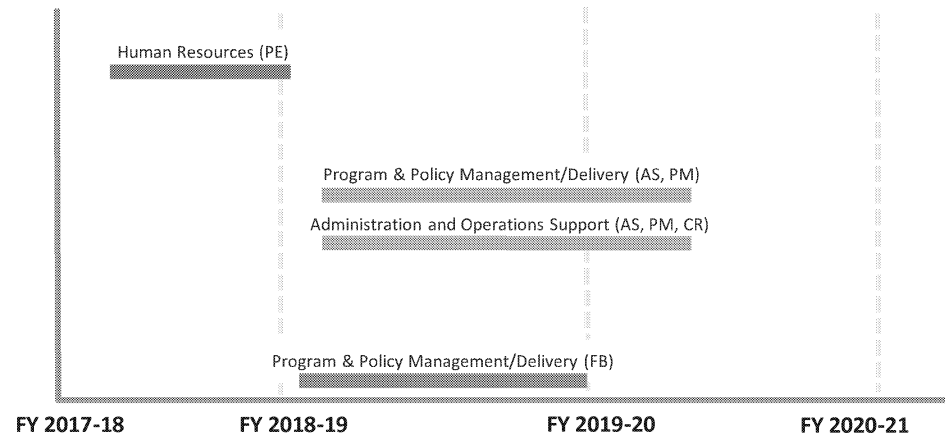 Human Resources (PE)
Program & Policy Management/Delivery (AS, PM)
Administration and Operations Support (AS, PM, CR)
Program & Policy Management/Delivery (FB)
FY 2017-18
FY 2018-19
FY 2019-20
FY 2020-21